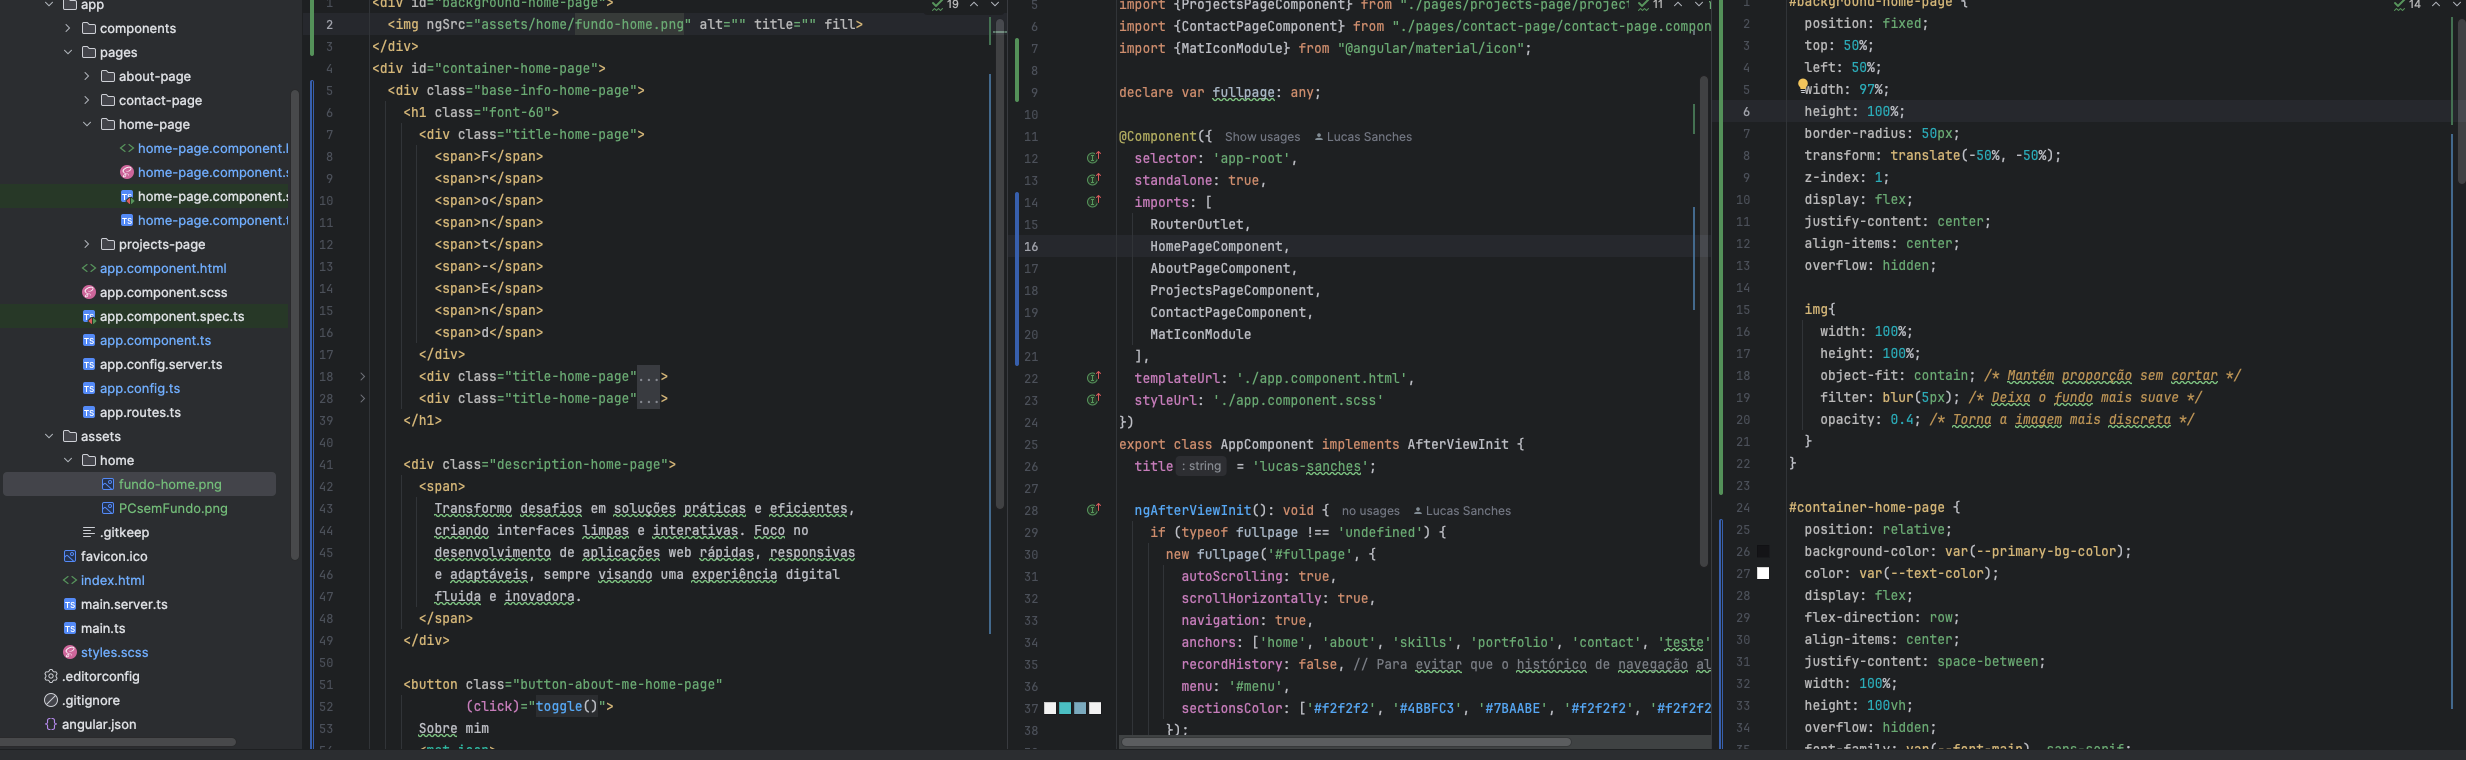 app
components
pages
about-page
contact-page
home-page
home-page.component.
home-page.component.
home-page.component.
home-page.component.
projects-page
app.component.html
app.component.scss
app.component.spec.ts
app.component.ts
app.config.server.ts
app.config.ts
app.routes.ts
assets
home
fundo-home.png
PCsemFundo.png
.gitkeep
favicon.ico
index.html
main.server.ts
main.ts
styles.scss
.editorconfig
.gitignore
angular.json
1 <div id="background-home-page"> 19
2 <img ngSrc="assets/home/fundo-home.png" alt="" title="" fill>
3 </div>
4 <div id="container-home-page">
5 <div class="base-info-home-page">
6 <h1 class="font-60">
7 <div class="title-home-page">
8 <span>F</span>
9 <span>r</span>
10 <span>o</span>
11 <span>n</span>
12 <span>t</span>
13 <span>-</span>
14 <span>E</span>
15 <span>n</span>
16 <span>d</span>
17 </div>
18 <div class="title-home-page"...>
28 <div class="title-home-page"...>
39 </h1>
40
41 <div class="description-home-page">
42 <span>
43 Transformo desafios em soluções práticas e eficientes,
44 criando interfaces limpas e interativas. Foco no
45 desenvolvimento de aplicações web rápidas, responsivas
46 e adaptáveis, sempre visando uma experiência digital
47 fluida e inovadora.
48 </span>
49 </div>
50
51 <button class="button-about-me-home-page"
52 (click)="toggle()">
53 Sobre mim
<mat-icon>
5 import {ProjectsPageComponent} from "./pages/projects-page/project 11
6 import {ContactPageComponent} from "./pages/contact-page/contact-page.compon
7 import {MatIconModule} from "@angular/material/icon";
8
9 declare var fullpage: any;
10
11 @Component({ Show usages Lucas Sanches
12 selector: 'app-root',
13 standalone: true,
14 imports: [
15 RouterOutlet,
16 HomePageComponent,
17 AboutPageComponent,
18 ProjectsPageComponent,
19 ContactPageComponent,
20 MatIconModule
21 ],
22 templateUrl: './app.component.html',
23 styleUrl: './app.component.scss'
24 })
25 export class AppComponent implements AfterViewInit {
26 title : string = 'lucas-sanches';
27
28 ngAfterViewInit(): void { no usages Lucas Sanches
29 if (typeof fullpage !== 'undefined') {
30 new fullpage('#fullpage', {
31 autoScrolling: true,
32 scrollHorizontally: true,
33 navigation: true,
34 anchors: ['home', 'about', 'skills', 'portfolio', 'contact', 'teste'
35 recordHistory: false, // Para evitar que o histórico de navegação al
36 menu: '#menu',
37 sectionsColor: ['#f2f2f2', '#4BBFC3', '#7BAABE', '#f2f2f2', '#f2f2f2
38 });
1 #background-home-page { 14
2 position: fixed;
3 top: 50%;
4 left: 50%;
5 width: 97%;
6 height: 100%;
7 border-radius: 50px;
8 transform: translate(-50%, -50%);
9 z-index: 1;
10 display: flex;
11 justify-content: center;
12 align-items: center;
13 overflow: hidden;
14
15 img{
16 width: 100%;
17 height: 100%;
18 object-fit: contain; /* Mantém proporção sem cortar */
19 filter: blur(5px); /* Deixa o fundo mais suave */
20 opacity: 0.4; /* Torna a imagem mais discreta */
21 }
22 }
23
24 #container-home-page {
25 position: relative;
26 background-color: var(--primary-bg-color);
27 color: var(--text-color);
28 display: flex;
29 flex-direction: row;
30 align-items: center;
31 justify-content: space-between;
32 width: 100%;
33 height: 100vh;
34 overflow: hidden;
35 font-family: var(--font-main), sans-serif;